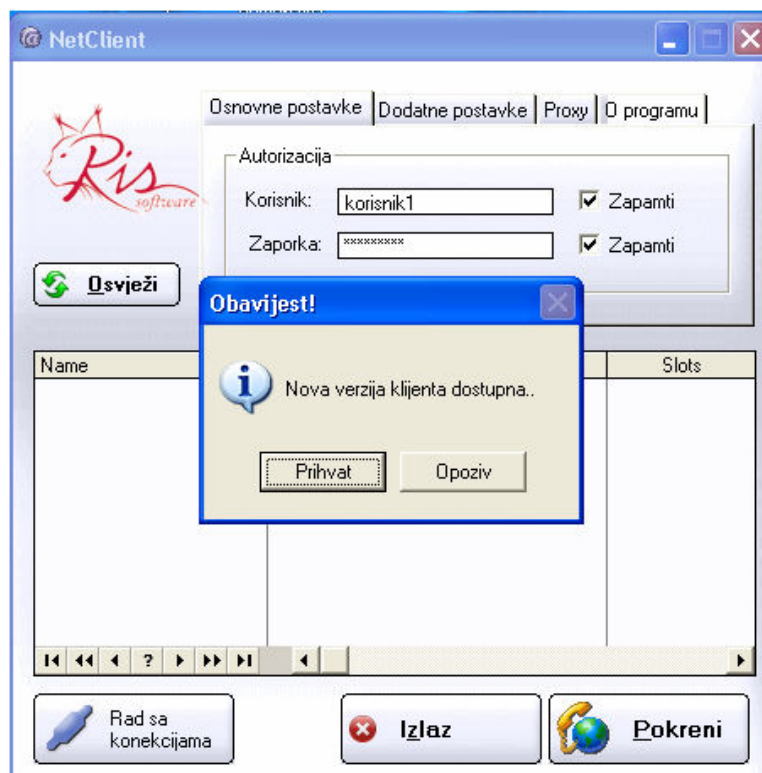 NetClient
Osnovne postavke Dodatne postavke Proxy O programu
Ris
software
Autorizacija
Korisnik: korisnik1 Zapamti
Zaporka: ********* Zapamti
Osvježi
Obavijest!
Name Slots
Nova verzija klijenta dostupna..
Prihvat Opoziv
?
Rad sa
konekcijama
Izlaz
Pokreni